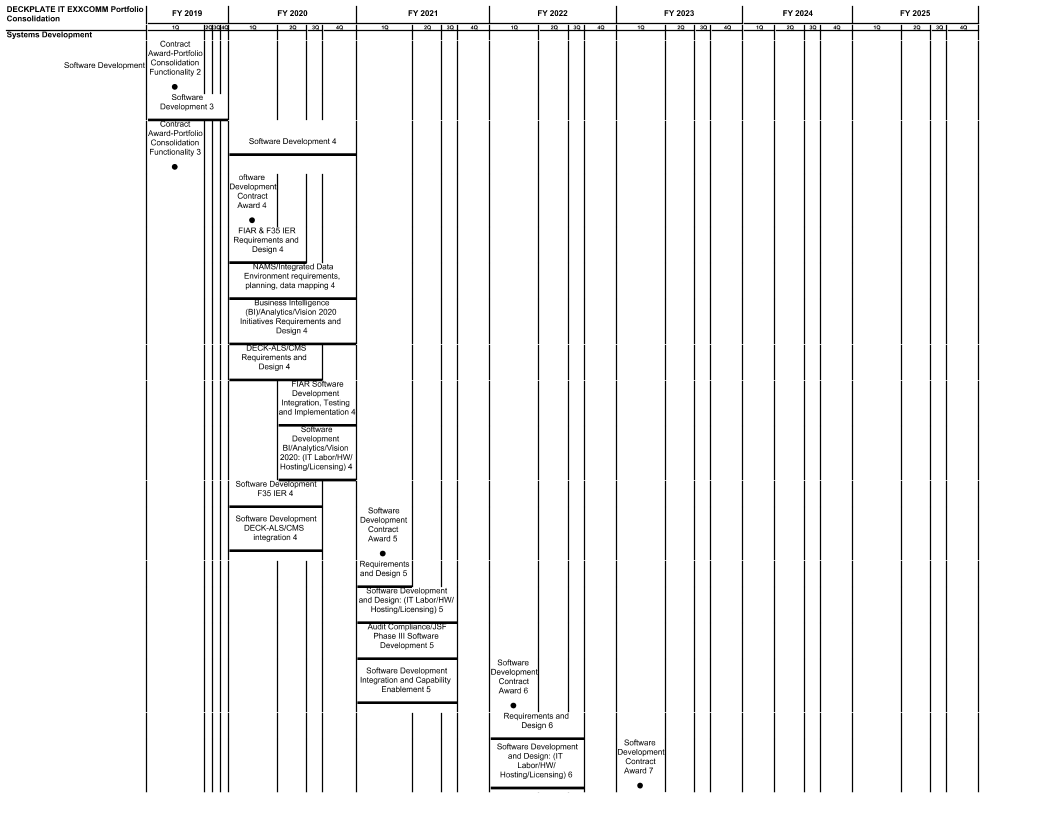 DECKPLATE IT EXXCOMM Portfolio
Consolidation
FY 2019
FY 2020
FY 2021
FY 2022
FY 2023
FY 2024
FY 2025
1Q 2Q 3Q 4Q 1Q 2Q 3Q 4Q 1Q 2Q 3Q 4Q 1Q 2Q 3Q 4Q 1Q 2Q 3Q 4Q 1Q 2Q 3Q 4Q 1Q 2Q 3Q 4Q
Systems Development
Software Development
Contract
Award-Portfolio
Consolidation
Functionality 2
Software
Development 3
Contract
Award-Portfolio
Consolidation
Functionality 3
Software Development 4
oftware
Development
Contract
Award 4
FIAR & F35 IER
Requirements and
Design 4
NAMS/Integrated Data
Environment requirements,
planning, data mapping 4
Business Intelligence
(BI)/Analytics/Vision 2020
Initiatives Requirements and
Design 4
DECK-ALS/CMS
Requirements and
Design 4
FIAR Software
Development
Integration, Testing
and Implementation 4
Software
Development
BI/Analytics/Vision
2020: (IT Labor/HW/
Hosting/Licensing) 4
Software Development
F35 IER 4
Software Development
DECK-ALS/CMS
integration 4
Software
Development
Contract
Award 5
Requirements
and Design 5
Software Development
and Design: (IT Labor/HW/
Hosting/Licensing) 5
Audit Compliance/JSF
Phase III Software
Development 5
Software Development
Integration and Capability
Enablement 5
Software
Development
Contract
Award 6
Requirements and
Design 6
Software Development
and Design: (IT
Labor/HW/
Hosting/Licensing) 6
Software
Development
Contract
Award 7